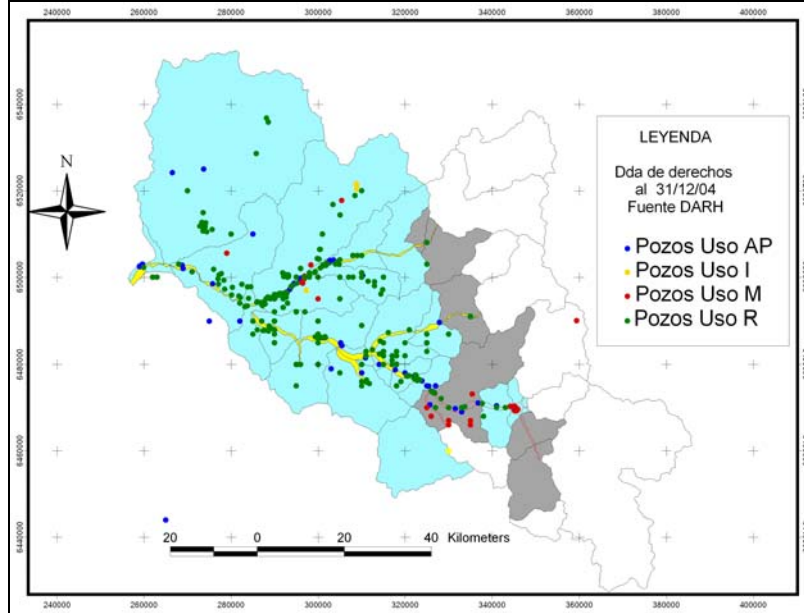 240000 260000 280000 300000 320000 340000 360000 380000 400000
N
6540000
6520000
6500000
6480000
6460000
6440000
LEYENDA
Dda de derechos
al 31/12/04
Fuente DARH
Pozos Uso AP
Pozos Uso I
Pozos Uso M
Pozos Uso R
20 0 20 40 Kilometers
240000 260000 280000 300000 320000 340000 360000 380000 400000